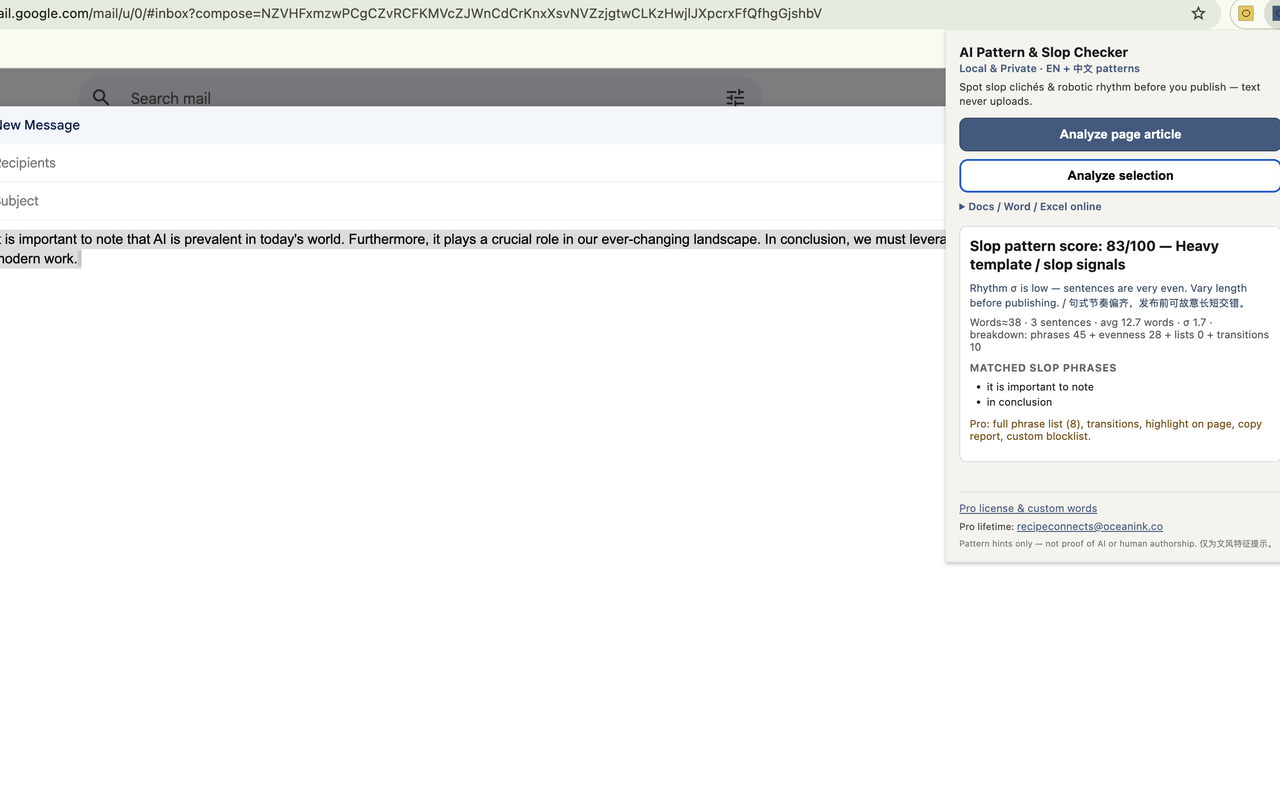 ail.google.com/mail/u/0/#inbox?compose=NZVHFxmzwPCgCZvRCFKMVcZJWnCdCrKnxXsvNVZzjgtwCLKzHwjlJXpcrxFfQfhgGjshbV
Search mail
New Message
Recipients
Subject
t is important to note that AI is prevalent in today's world. Furthermore, it plays a crucial role in our ever-changing landscape. In conclusion, we must levera
modern work.
AI Pattern & Slop Checker
Local & Private · EN + 中文 patterns
Spot slop clichés & robotic rhythm before you publish — text
never uploads.
Analyze page article
Analyze selection
▸ Docs / Word / Excel online
Slop pattern score: 83/100 — Heavy
template / slop signals
Rhythm σ is low — sentences are very even. Vary length
before publishing. / 句式节奏偏齐，发布前可故意长短交错。
Words≈38 · 3 sentences · avg 12.7 words · σ 1.7 ·
breakdown: phrases 45 + evenness 28 + lists 0 + transitions
10
MATCHED SLOP PHRASES
• it is important to note
• in conclusion
Pro: full phrase list (8), transitions, highlight on page, copy
report, custom blocklist.
Pro license & custom words
Pro lifetime: recipeconnects@oceanink.co
Pattern hints only — not proof of AI or human authorship. 仅为文风特征提示。